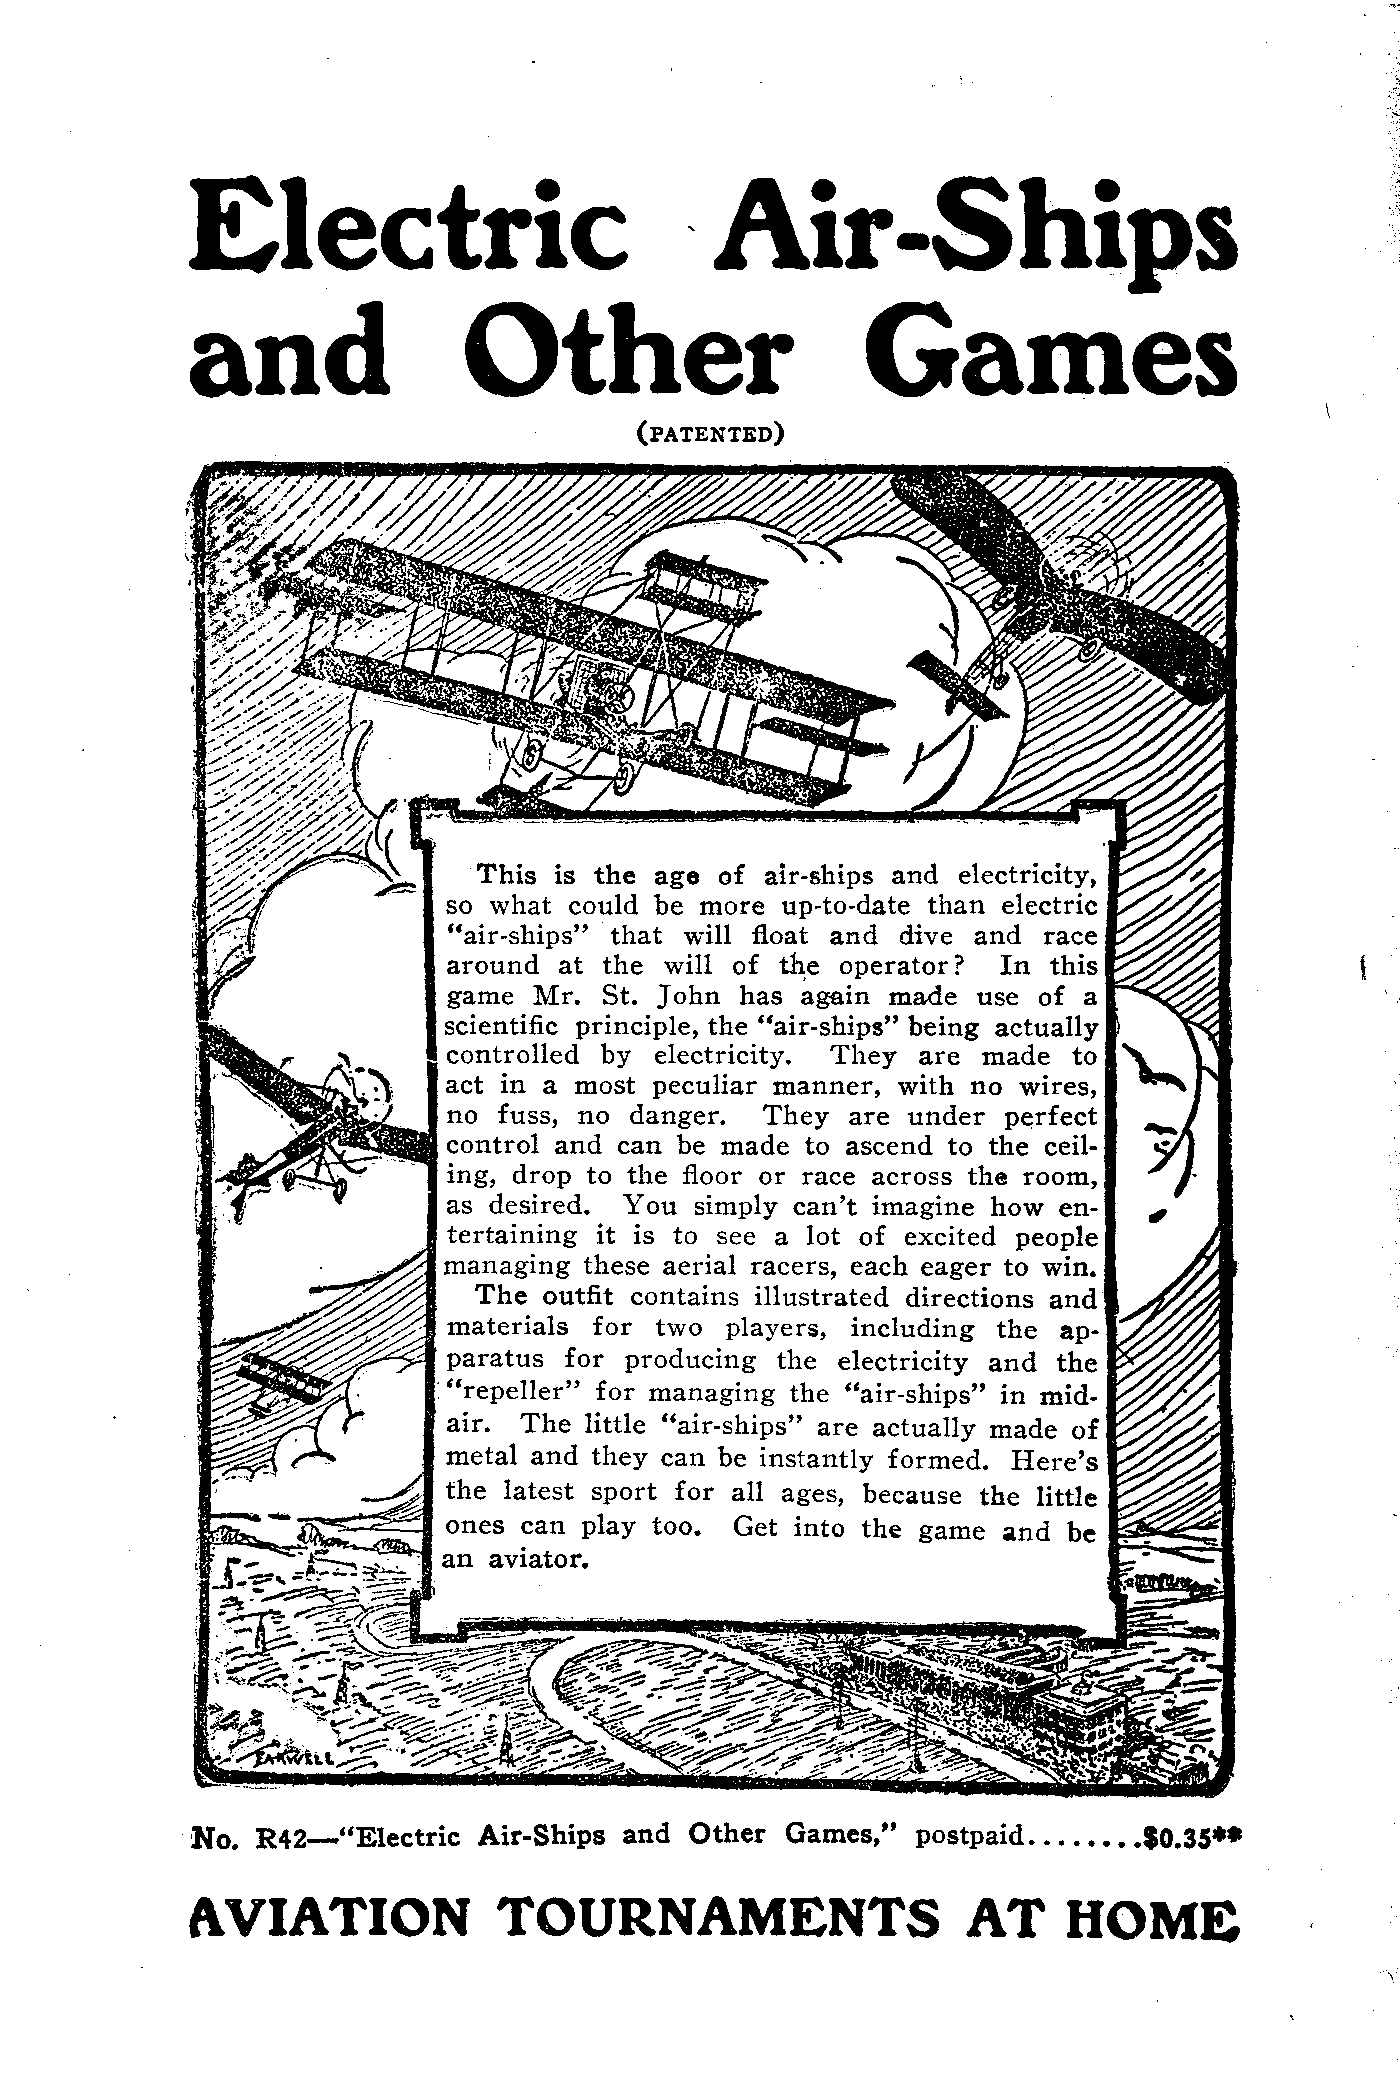 Electric Air-Ships
and Other Games
(PATENTED)
This is the age of air-ships and electricity,
so what could be more up-to-date than electric
“air-ships” that will float and dive and race
around at the will of the operator? In this
game Mr. St. John has again made use of a
scientific principle, the “air-ships” being actually
controlled by electricity. They are made to
act in a most peculiar manner, with no wires,
no fuss, no danger. They are under perfect
control and can be made to ascend to the ceil-
ing, drop to the floor or race across the room,
as desired. You simply can’t imagine how en-
tertaining it is to see a lot of excited people
managing these aerial racers, each eager to win.
The outfit contains illustrated directions and
materials for two players, including the ap-
paratus for producing the electricity and the
“repeller” for managing the “air-ships” in mid-
air. The little “air-ships” are actually made of
metal and they can be instantly formed. Here’s
the latest sport for all ages, because the little
ones can play too. Get into the game and be
an aviator.
No. R42—“Electric Air-Ships and Other Games,” postpaid........$0.35**
AVIATION TOURNAMENTS AT HOME